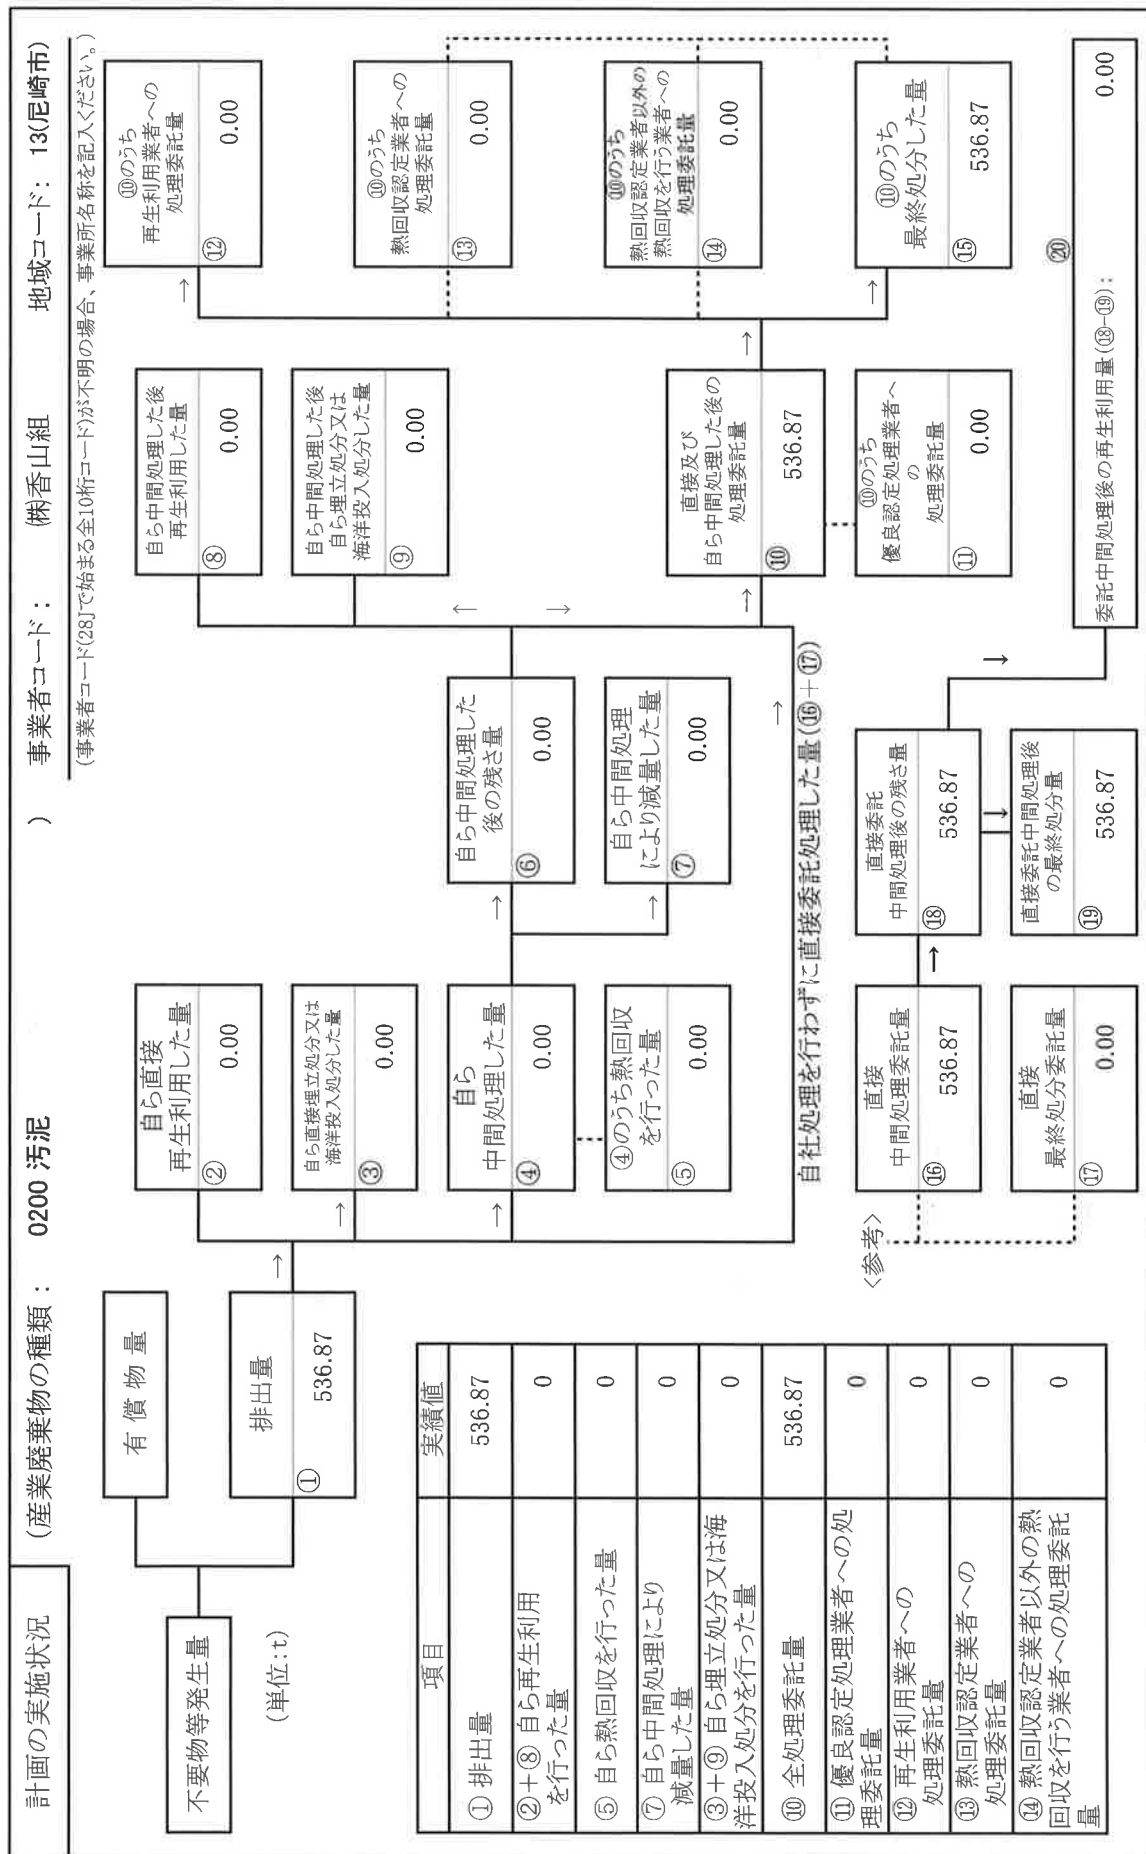 計画の実施状況
(産業廃棄物の種類： 0200 汚泥 )
事業者コード： ㈱香山組 地域コード： 13(尼崎市)
(事業者コード(28｣で始まる全10桁コード)が不明の場合、事業所名称を記入ください。)
不要物等発生量
(単位:t)
有償物量
排出量
① 536.87
→
自ら直接
再生利用した量
② 0.00
→
自ら直接埋立処分又は
海洋投入処分した量
③ 0.00
→
自ら
中間処理した量
④ 0.00
④のうち熱回収
を行った量
⑤ 0.00
→
自ら中間処理した
後の残さ量
⑥ 0.00
→
自ら中間処理
により減量した量
⑦ 0.00
自ら中間処理した後
再生利用した量
⑧ 0.00
自ら中間処理した後
自ら埋立処分又は
海洋投入処分した量
⑨ 0.00
↑
↓
→
自社処理を行わずに直接委託処理した量(⑯＋⑰)
→
直接及び
自ら中間処理した後の
処理委託量
⑩ 536.87
⑩のうち
優良認定処理業者へ
の
処理委託量
⑪ 0.00
→
→
⑩のうち
再生利用業者への
処理委託量
⑫ 0.00
⑩のうち
熱回収認定業者への
処理委託量
⑬ 0.00
⑩のうち
熱回収認定業者以外の
熱回収を行う業者への
処理委託量
⑭ 0.00
→
⑩のうち
最終処分した量
⑮ 536.87
<参考>
直接
中間処理委託量
⑯ 536.87
直接
最終処分委託量
⑰ 0.00
→
直接委託
中間処理後の残さ量
⑱ 536.87
↓
直接委託中間処理後
の最終処分量
⑲ 536.87
↓
⑳
委託中間処理後の再生利用量(⑱-⑲)： 0.00
項目 実績値
① 排出量 536.87
②＋⑧ 自ら再生利用
を行った量 0
⑤ 自ら熱回収を行った量 0
⑦ 自ら中間処理により
減量した量 0
③＋⑨ 自ら埋立処分又は海
洋投入処分を行った量 0
⑩ 全処理委託量 536.87
⑪ 優良認定処理業者への処
理委託量 0
⑫ 再生利用業者への
処理委託量 0
⑬ 熱回収認定業者への
処理委託量 0
⑭ 熱回収認定業者以外の熱
回収を行う業者への処理委託
量 0